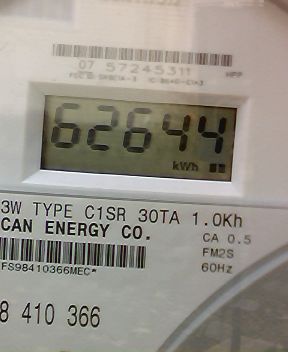 07 57245311 HPP
62644
kWh
3W TYPE C1SR 30TA 1.0Kh
CAN ENERGY CO. CA 0.5
FM2S
FS98410366MEC* 60Hz
8 410 366